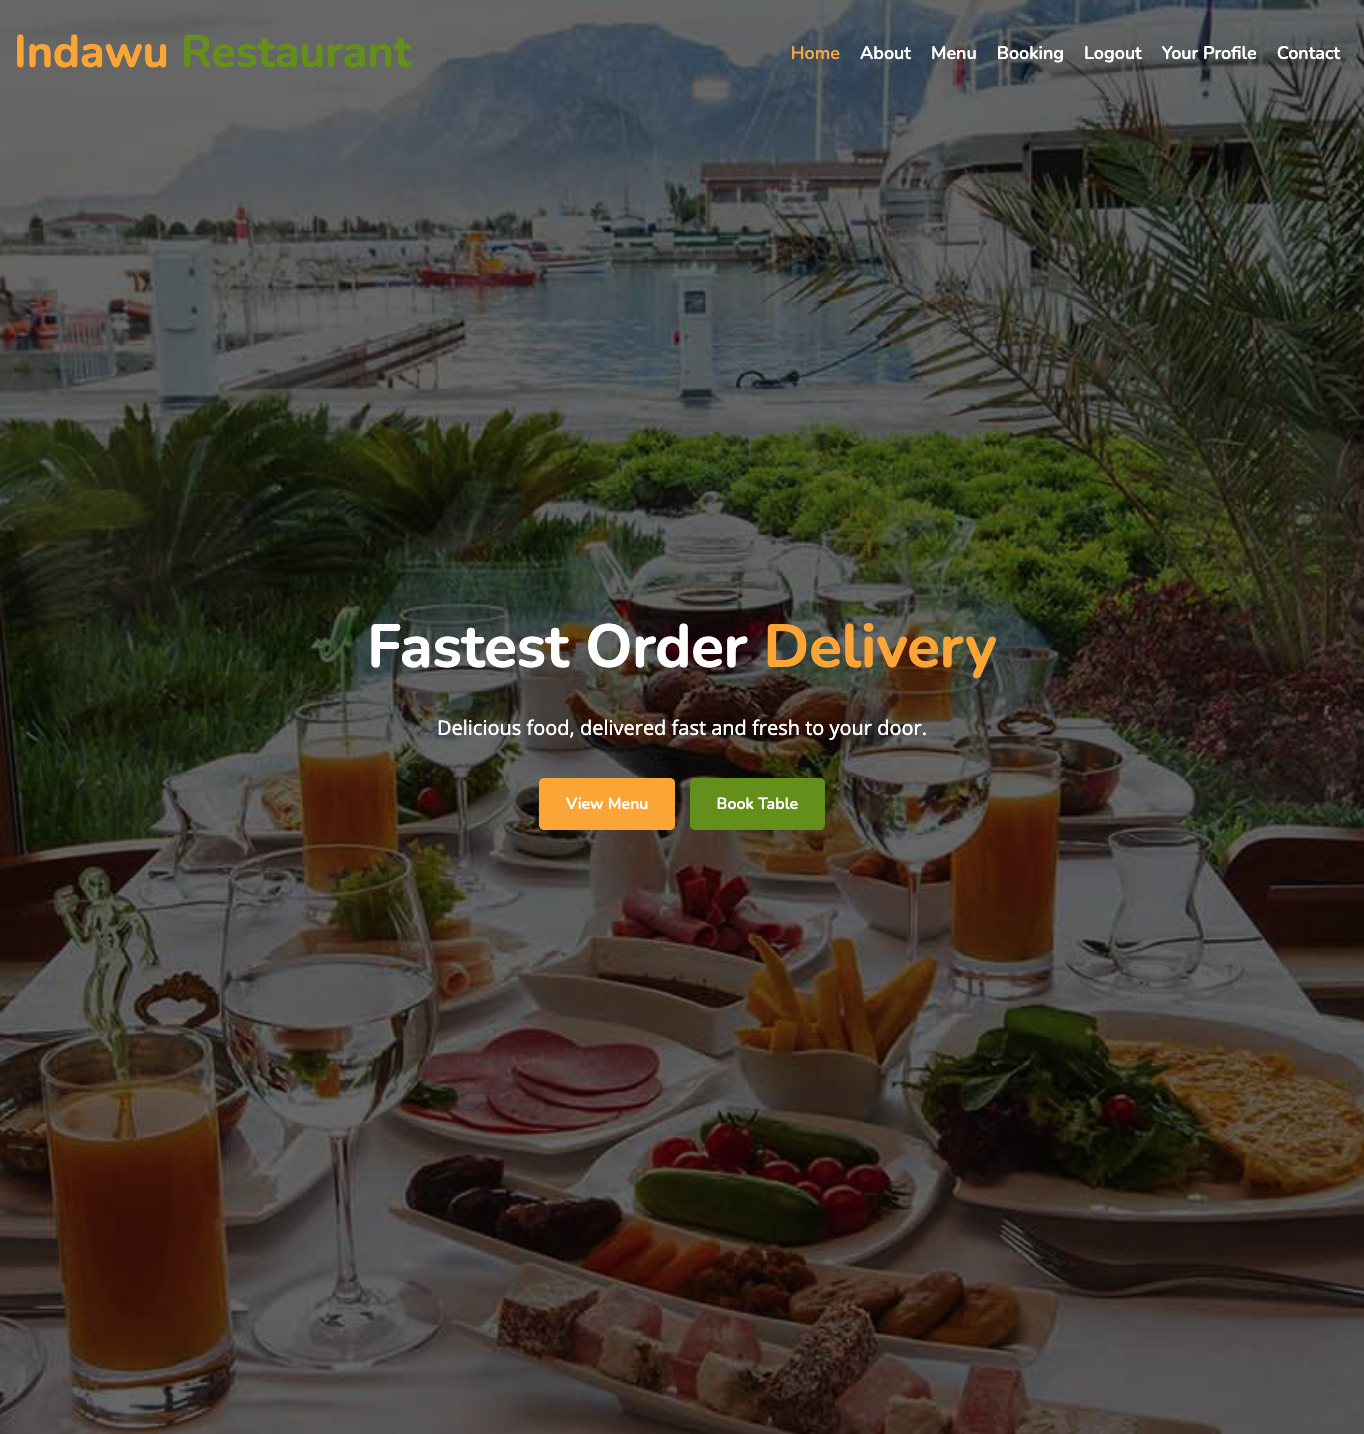 Indawu Restaurant
Home About Menu Booking Logout Your Profile Contact
Fastest Order Delivery
Delicious food, delivered fast and fresh to your door.
View Menu Book Table